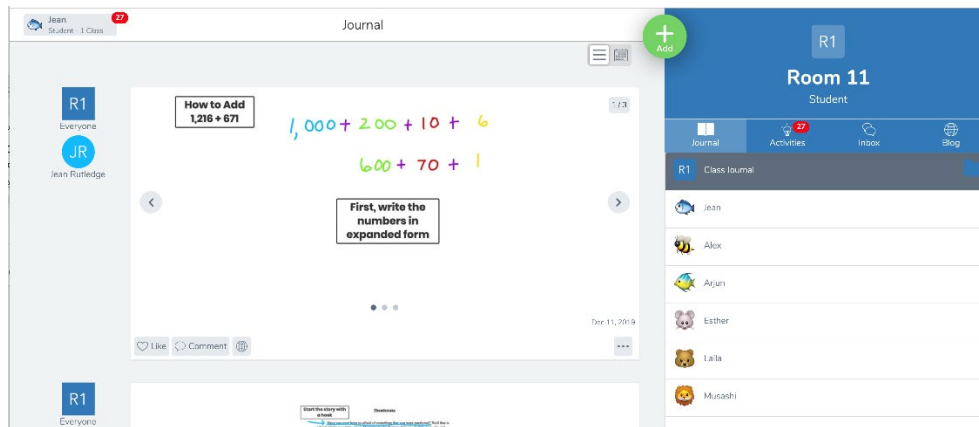 Jean
Student · 1 Class
27
Journal
Add
R1
Everyone
JR
Jean Rutledge
How to Add
1,216 + 671
1/3
1,000 + 200 + 10 + 6
600 + 70 + 1
First, write the
numbers in
expanded form
Dec 11, 2019
Like
Comment
R1
Everyone
Start the story with
a hook
R1
Room 11
Student
Journal
27
Activities
Inbox
Blog
R1 Class Journal
Jean
Alex
Arjun
Esther
Laila
Musashi